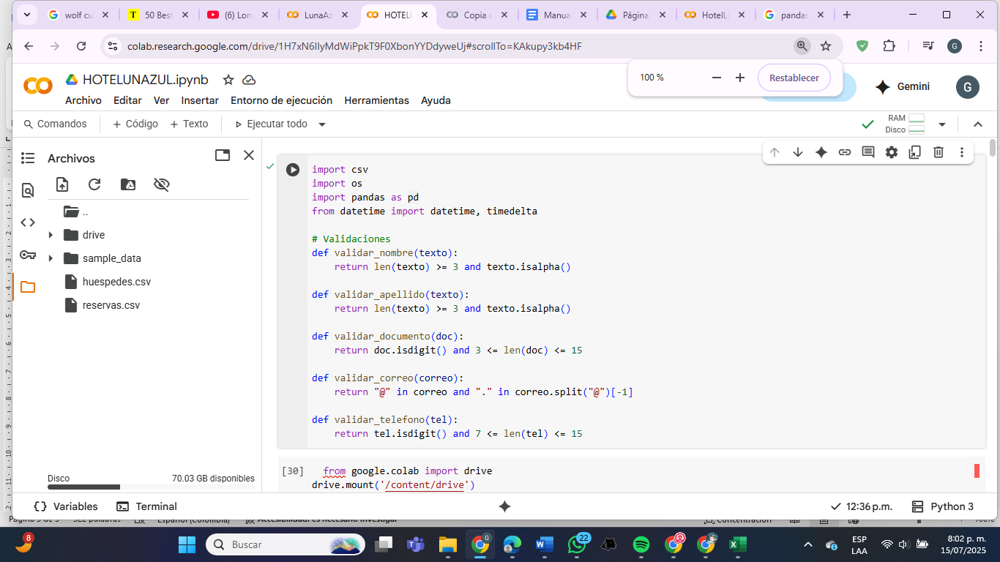 wolf cu
50 Best
(6) Lon
LunaAz
HOTEL
Copia c
Manua
Página
HotelL
pandas
colab.research.google.com/drive/1H7xN6IlyMdWiPpkT9F0XbonYYDdyweUj#scrollTo=KAkupy3kb4HF
G
100 %
Restablecer
HOTELUNAZUL.ipynb
Gemini
G
Archivo Editar Ver Insertar Entorno de ejecución Herramientas Ayuda
Comandos + Código + Texto Ejecutar todo
RAM
Disco
Archivos
..
drive
sample_data
huespedes.csv
reservas.csv
Disco 70.03 GB disponibles
import csv
import os
import pandas as pd
from datetime import datetime, timedelta
# Validaciones
def validar_nombre(texto):
return len(texto) >= 3 and texto.isalpha()
def validar_apellido(texto):
return len(texto) >= 3 and texto.isalpha()
def validar_documento(doc):
return doc.isdigit() and 3 <= len(doc) <= 15
def validar_correo(correo):
return "@" in correo and "." in correo.split("@")[-1]
def validar_telefono(tel):
return tel.isdigit() and 7 <= len(tel) <= 15
[30] from google.colab import drive
drive.mount('/content/drive')
{} Variables Terminal
12:36 p.m. Python 3
8
Buscar
22
ESP
LAA
8:02 p. m.
15/07/2025